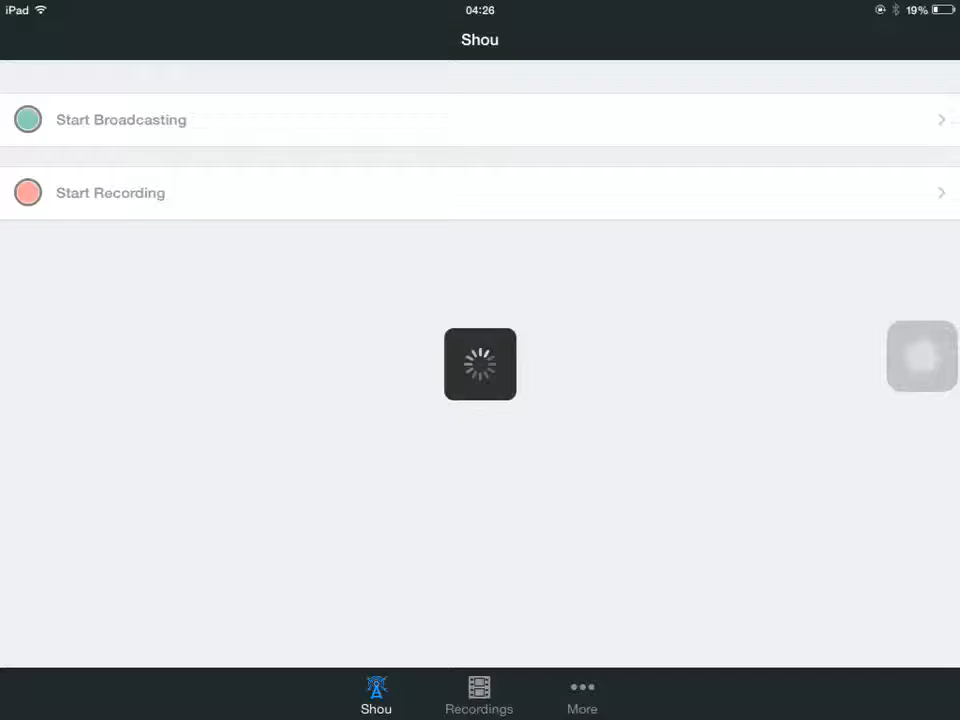 iPad 04:26 19%
Shou
Start Broadcasting
Start Recording
Shou Recordings More